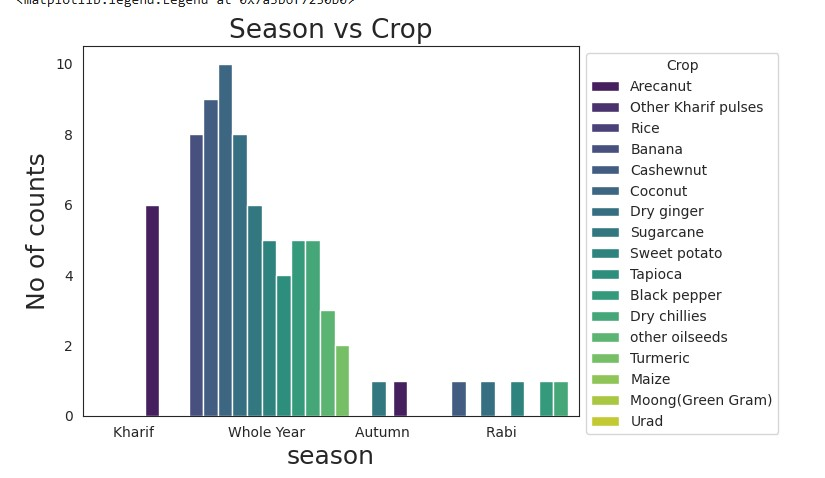 Season vs Crop
No of counts
10
8
6
4
2
0
Kharif Whole Year Autumn Rabi
season
Crop
Arecanut
Other Kharif pulses
Rice
Banana
Cashewnut
Coconut
Dry ginger
Sugarcane
Sweet potato
Tapioca
Black pepper
Dry chillies
other oilseeds
Turmeric
Maize
Moong(Green Gram)
Urad